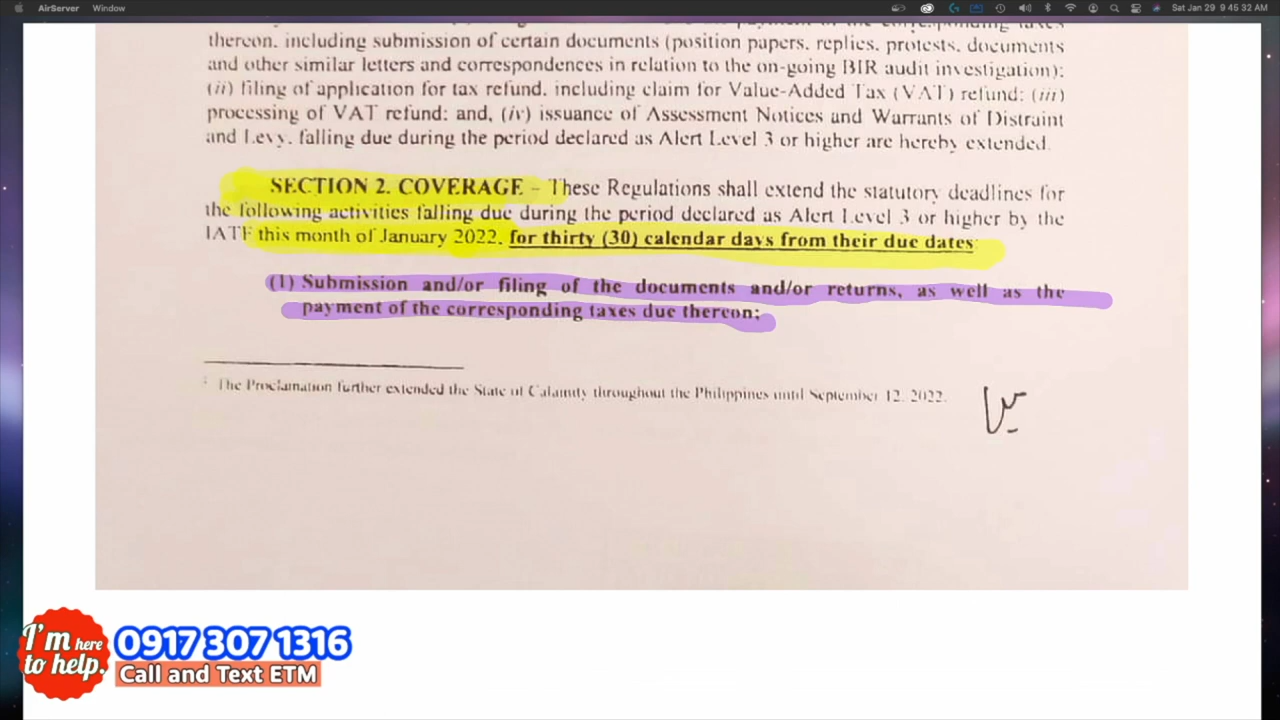 AirServer Window Sat Jan 29 9:45:32 AM
thereon, including submission of certain documents (position papers, replies, protests, documents
and other similar letters and correspondences in relation to the on-going BIR audit investigation);
(ii) filing of application for tax refund, including claim for Value-Added Tax (VAT) refund; (iii)
processing of VAT refund; and, (iv) issuance of Assessment Notices and Warrants of Distraint
and Levy, falling due during the period declared as Alert Level 3 or higher are hereby extended.
SECTION 2. COVERAGE – These Regulations shall extend the statutory deadlines for
the following activities falling due during the period declared as Alert Level 3 or higher by the
IATF this month of January 2022, for thirty (30) calendar days from their due dates:
(1) Submission and/or filing of the documents and/or returns, as well as the
payment of the corresponding taxes due thereon;
The Proclamation further extended the State of Calamity throughout the Philippines until September 12, 2022.
I'm here
to help.
0917 307 1316
Call and Text ETM